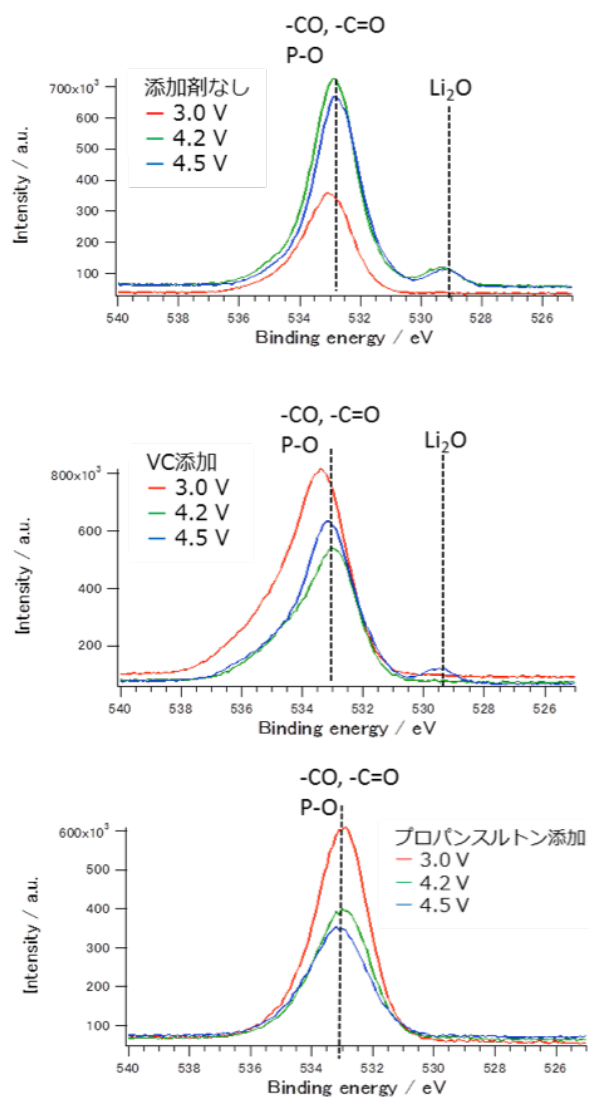 -CO, -C=O
P-O
Li2O
添加剤なし
3.0 V
4.2 V
4.5 V
700x10³
600
500
400
300
200
100
Intensity / a.u.
540 538 536 534 532 530 528 526
Binding energy / eV
-CO, -C=O
P-O
Li2O
VC添加
3.0 V
4.2 V
4.5 V
800x10³
600
400
200
Intensity / a.u.
540 538 536 534 532 530 528 526
Binding energy / eV
-CO, -C=O
P-O
プロパンスルトン添加
3.0 V
4.2 V
4.5 V
600x10³
500
400
300
200
100
Intensity / a.u.
540 538 536 534 532 530 528 526
Binding energy / eV